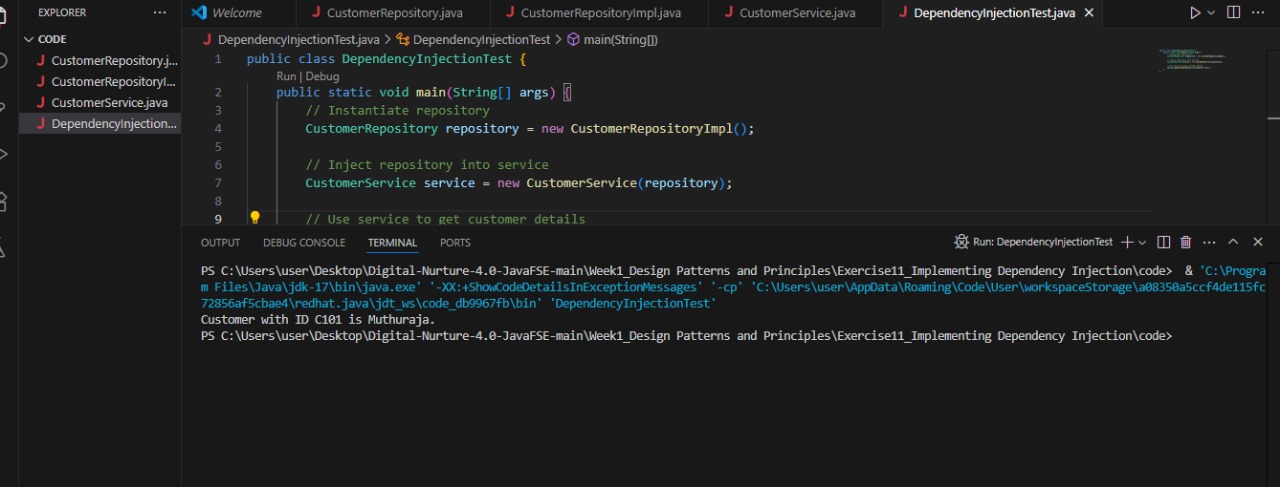 EXPLORER
Welcome
CustomerRepository.java
CustomerRepositoryImpl.java
CustomerService.java
DependencyInjectionTest.java
CODE
CustomerRepository.j...
CustomerRepositoryI...
CustomerService.java
DependencyInjection...
DependencyInjectionTest.java > DependencyInjectionTest > main(String[])
1 public class DependencyInjectionTest {
Run | Debug
2 public static void main(String[] args) {
3 // Instantiate repository
4 CustomerRepository repository = new CustomerRepositoryImpl();
5
6 // Inject repository into service
7 CustomerService service = new CustomerService(repository);
8
9 // Use service to get customer details
OUTPUT DEBUG CONSOLE TERMINAL PORTS
Run: DependencyInjectionTest
PS C:\Users\user\Desktop\Digital-Nurture-4.0-JavaFSE-main\Week1_Design Patterns and Principles\Exercise11_Implementing Dependency Injection\code> & 'C:\Progra
m Files\Java\jdk-17\bin\java.exe' '-XX:+ShowCodeDetailsInExceptionMessages' '-cp' 'C:\Users\user\AppData\Roaming\Code\User\workspaceStorage\a08350a5ccf4de115fc
72856af5cbae4\redhat.java\jdt_ws\code_db9967fb\bin' 'DependencyInjectionTest'
Customer with ID C101 is Muthuraja.
PS C:\Users\user\Desktop\Digital-Nurture-4.0-JavaFSE-main\Week1_Design Patterns and Principles\Exercise11_Implementing Dependency Injection\code>